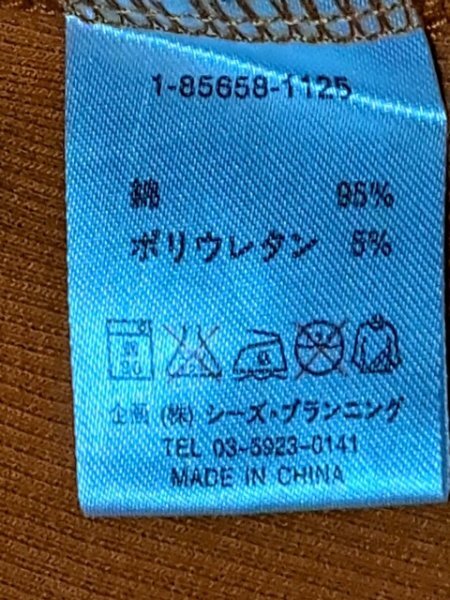 1-85658-1125
綿 95%
ポリウレタン 5%
企画 (株) シーズ・プランニング
TEL 03-5923-0141
MADE IN CHINA